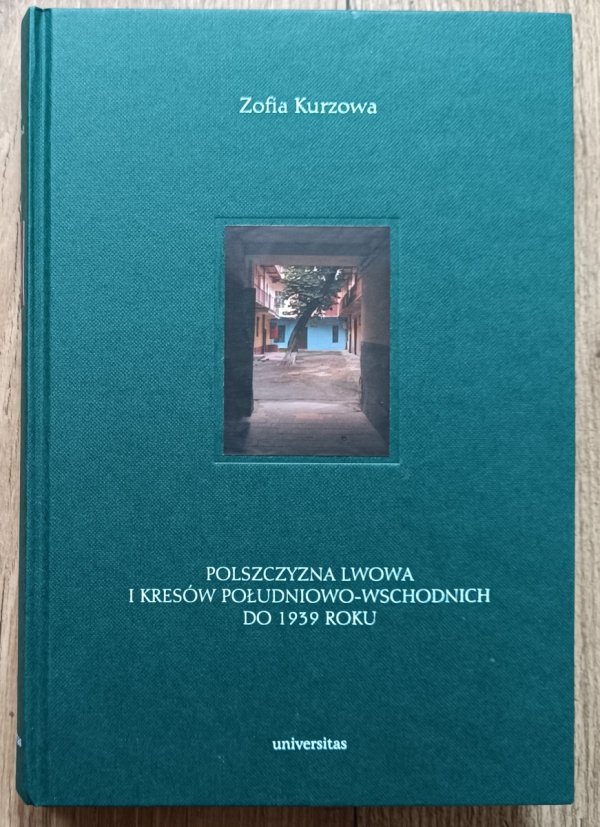 Zofia Kurzowa
POLSZCZYZNA LWOWA
I KRESÓW POŁUDNIOWO-WSCHODNICH
DO 1939 ROKU
universitas